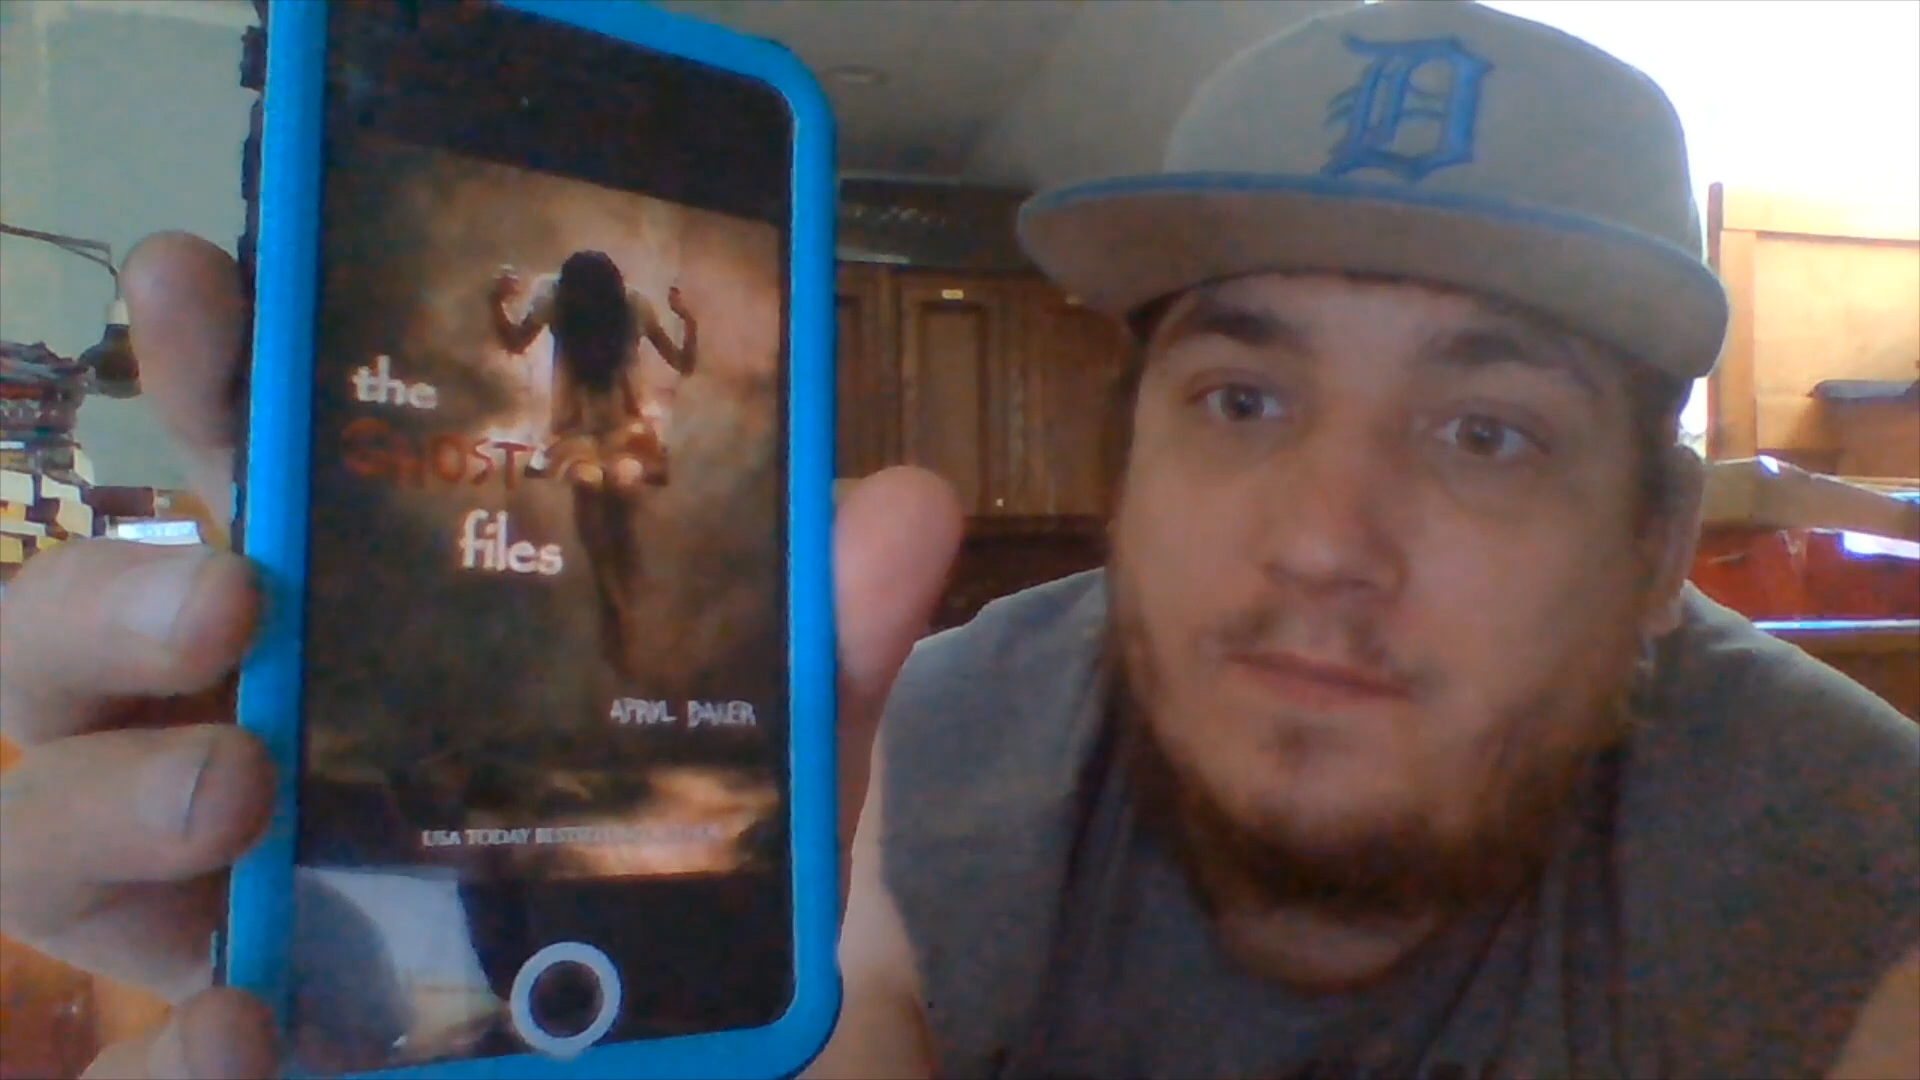 the
GHOST
files
APRYL BAKER
USA TODAY
D